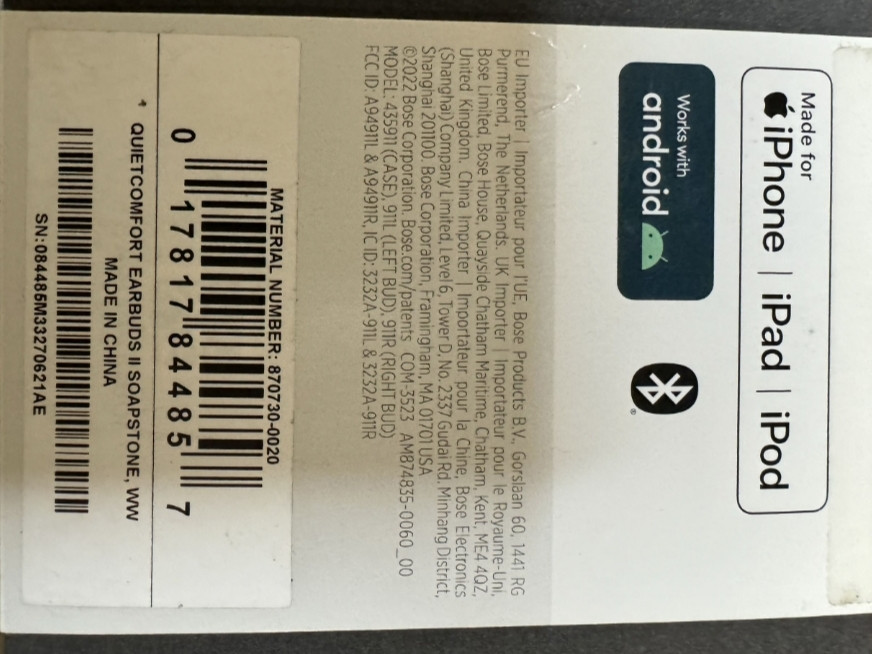 Made for
iPhone | iPad | iPod
Works with
android
EU Importer | Importateur pour l'UE, Bose Products B.V., Gorslaan 60, 1441 RG
Purmerend, The Netherlands. UK Importer | Importateur pour le Royaume-Uni,
Bose Limited, Bose House, Quayside Chatham Maritime, Chatham, Kent, ME4 4QZ,
United Kingdom. China Importer | Importateur pour la Chine, Bose Electronics
(Shanghai) Company Limited, Level 6, Tower D, No. 2337 Gudai Rd. Minhang District,
Shanghai 201100. Bose Corporation, Framingham, MA 01701 USA
©2022 Bose Corporation. Bose.com/patents COM-3523 AM874835-0060_00
MODEL: 435911 (CASE), 911L (LEFT BUD), 911R (RIGHT BUD)
FCC ID: A94911L & A94911R, IC ID: 3232A-911L & 3232A-911R
MATERIAL NUMBER: 870730-0020
0 17817 84485 7
* QUIETCOMFORT EARBUDS II SOAPSTONE, WW
MADE IN CHINA
SN:084485M33270621AE